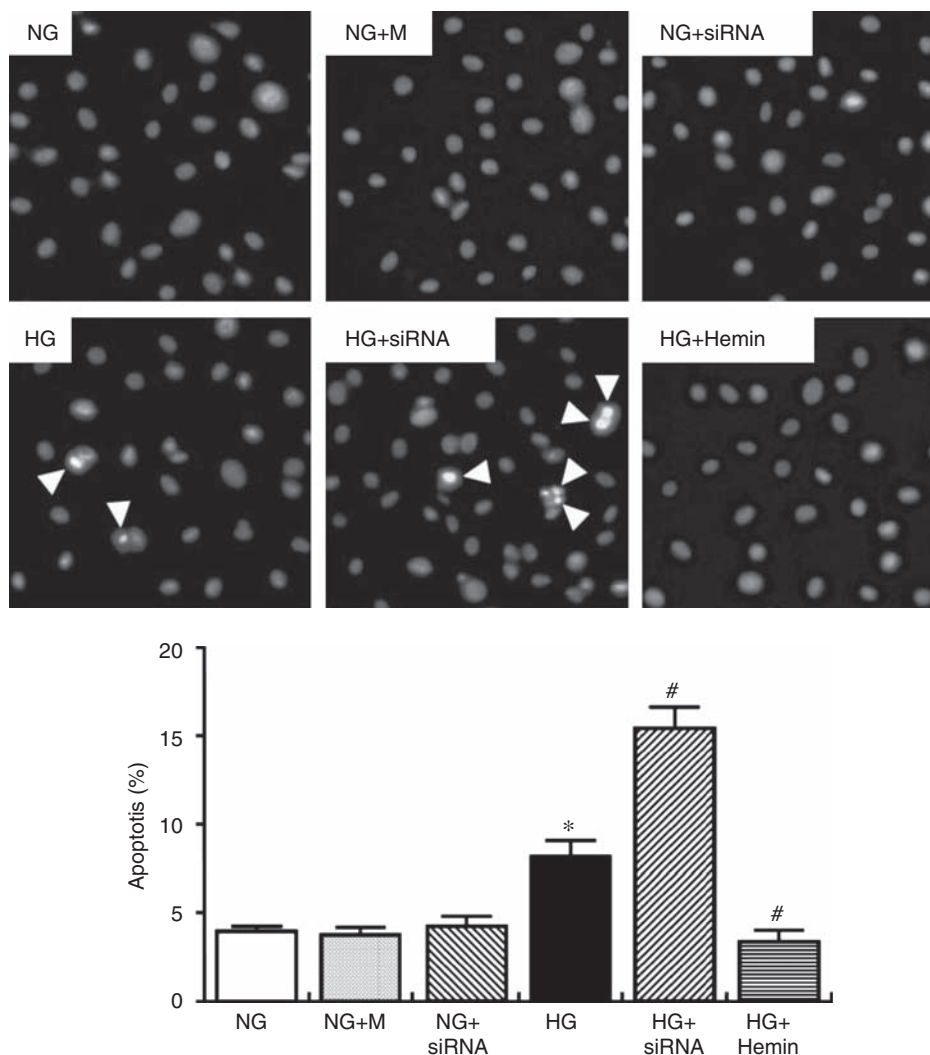 NG
NG+M
NG+siRNA
HG
HG+siRNA
HG+Hemin
20
15
10
5
0
Apoptotis (%)
*
#
#
NG
NG+M
NG+
siRNA
HG
HG+
siRNA
HG+
Hemin